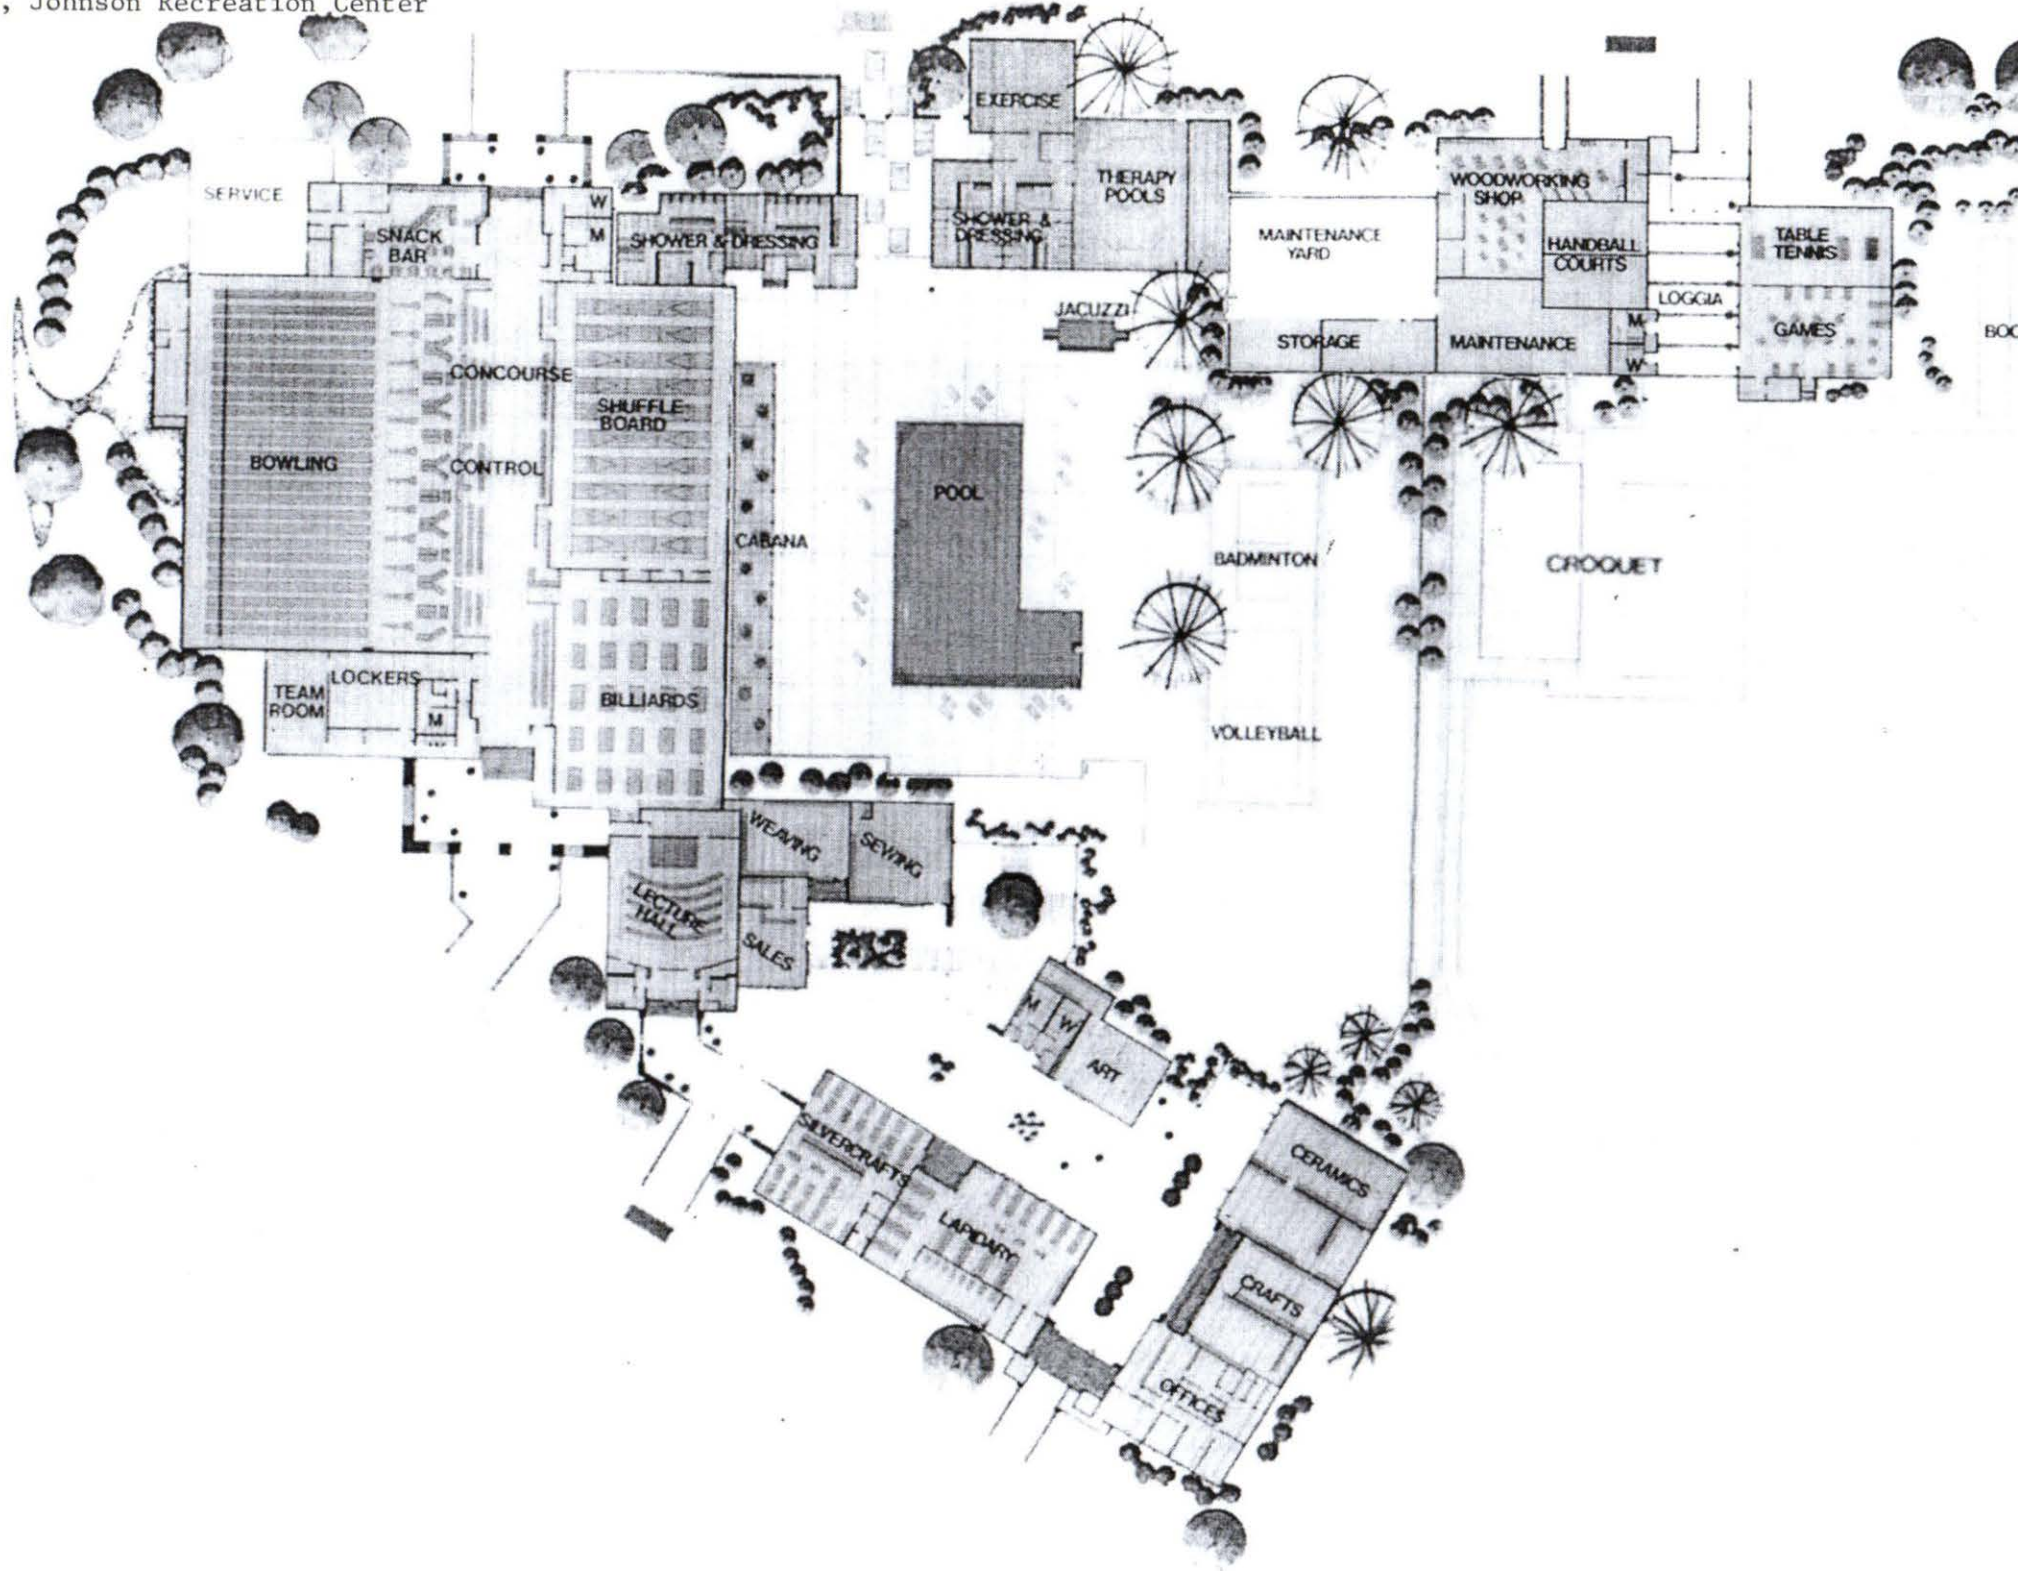 , Johnson Recreation Center
EXERCISE
SERVICE
SNACK
BAR
W
M
SHOWER & DRESSING
SHOWER &
DRESSING
THERAPY
POOLS
MAINTENANCE
YARD
WOODWORKING
SHOP
HANDBALL
COURTS
TABLE
TENNIS
LOGGIA
GAMES
JACUZZI
STORAGE
MAINTENANCE
M
W
BOC
CONCOURSE
SHUFFLE
BOARD
BOWLING
CONTROL
POOL
CABANA
BADMINTON
CROQUET
LOCKERS
TEAM
ROOM
M
BILLIARDS
VOLLEYBALL
WEAVING
SEWING
LECTURE
HALL
SALES
M
W
ART
SILVERCRAFTS
LAPIDARY
CERAMICS
CRAFTS
OFFICES